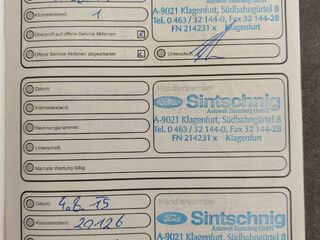 Kilometerstand: 1
A-9021 Klagenfurt, Südbahngürtel 8
Tel. 0 463 / 32 144-0, Fax 32 144-28
FN 214231 x Klagenfurt
Überprüft auf offene Service Aktionen:
Offene Service Aktionen abgearbeitet:
Unterschrift
Datum:
Händlerstempel
Kilometerstand:
Ford Sintschnig
Autowelt Sintschnig GmbH
Rechnungsnummer
A-9021 Klagenfurt, Südbahngürtel 8
Tel. 0 463 / 32 144-0, Fax 32 144-28
FN 214231 x Klagenfurt
Unterschrift:
Nächste Wartung fällig:
Datum:
Händlerstempel
Kilometerstand: 20126
Ford Sintschnig
Autowelt Sintschnig GmbH
A-9021 Klagenfurt, Südbahngürtel 8